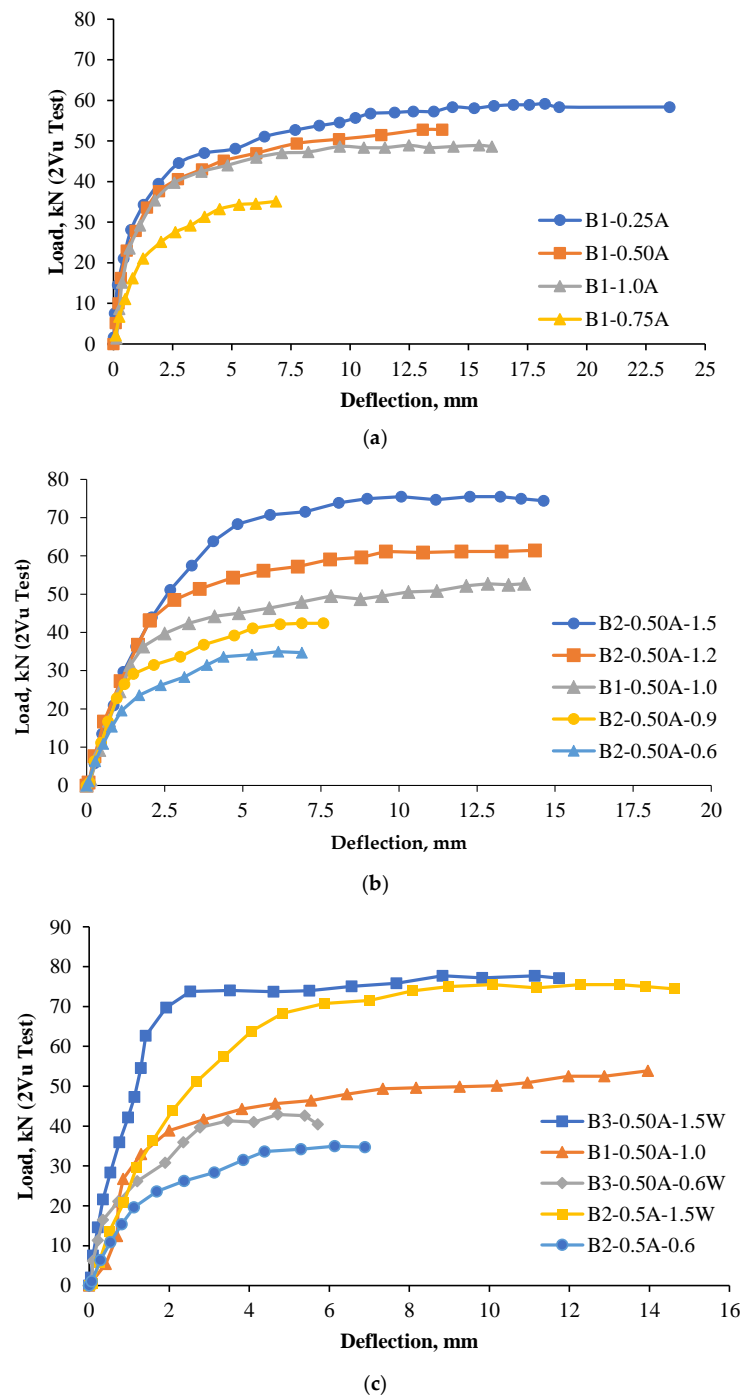 80
70
60
50
40
30
20
10
0
Load, kN (2Vu Test)
B1-0.25A
B1-0.50A
B1-1.0A
B1-0.75A
0 2.5 5 7.5 10 12.5 15 17.5 20 22.5 25
Deflection, mm
(a)
80
70
60
50
40
30
20
10
0
Load, kN (2Vu Test)
B2-0.50A-1.5
B2-0.50A-1.2
B1-0.50A-1.0
B2-0.50A-0.9
B2-0.50A-0.6
0 2.5 5 7.5 10 12.5 15 17.5 20
Deflection, mm
(b)
90
80
70
60
50
40
30
20
10
0
Load, kN (2Vu Test)
B3-0.50A-1.5W
B1-0.50A-1.0
B3-0.50A-0.6W
B2-0.5A-1.5W
B2-0.5A-0.6
0 2 4 6 8 10 12 14 16
Deflection, mm
(c)